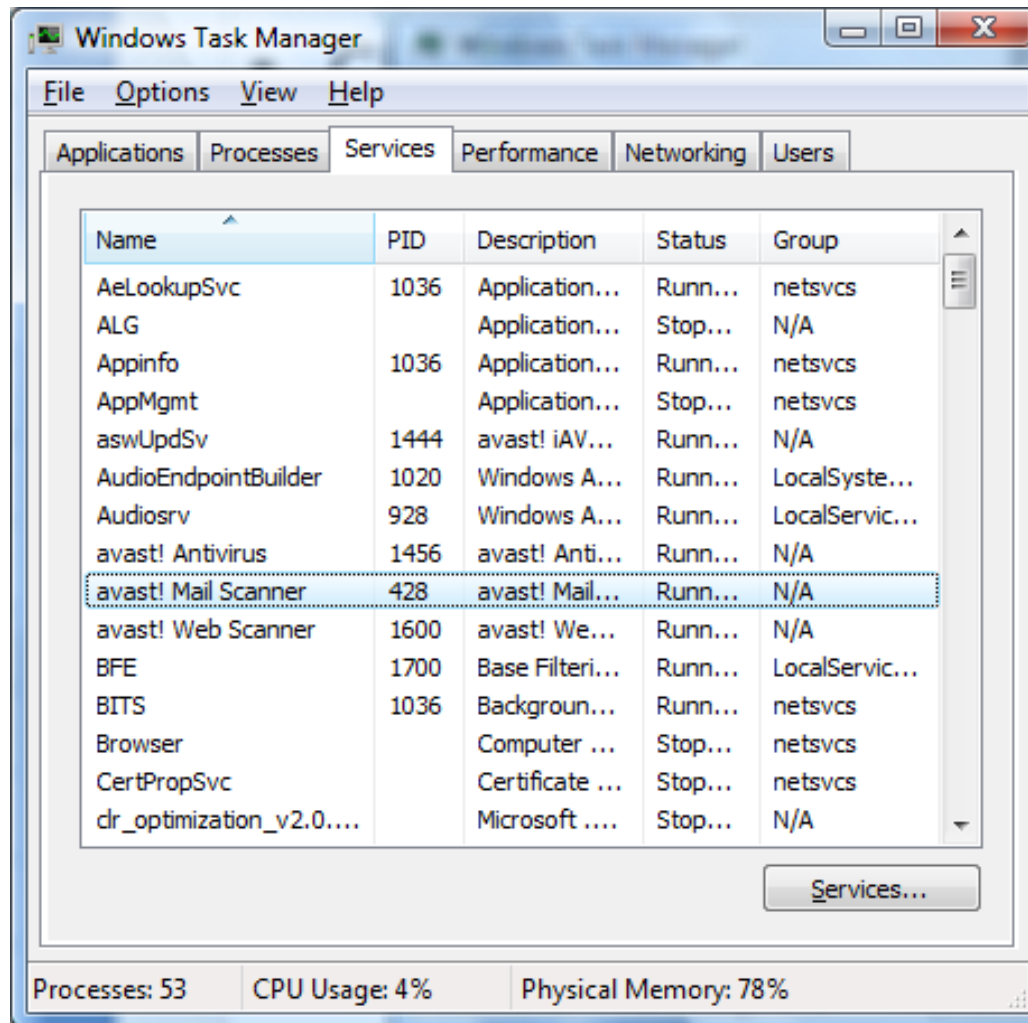 Windows Task Manager
File Options View Help
Applications Processes Services Performance Networking Users
Name PID Description Status Group
AeLookupSvc 1036 Application... Runn... netsvcs
ALG Application... Stop... N/A
Appinfo 1036 Application... Runn... netsvcs
AppMgmt Application... Stop... netsvcs
aswUpdSv 1444 avast! iAV... Runn... N/A
AudioEndpointBuilder 1020 Windows A... Runn... LocalSyste...
Audiosrv 928 Windows A... Runn... LocalServic...
avast! Antivirus 1456 avast! Anti... Runn... N/A
avast! Mail Scanner 428 avast! Mail... Runn... N/A
avast! Web Scanner 1600 avast! We... Runn... N/A
BFE 1700 Base Filteri... Runn... LocalServic...
BITS 1036 Backgroun... Runn... netsvcs
Browser Computer ... Stop... netsvcs
CertPropSvc Certificate ... Stop... netsvcs
clr_optimization_v2.0.... Microsoft .... Stop... N/A
Services...
Processes: 53 CPU Usage: 4% Physical Memory: 78%